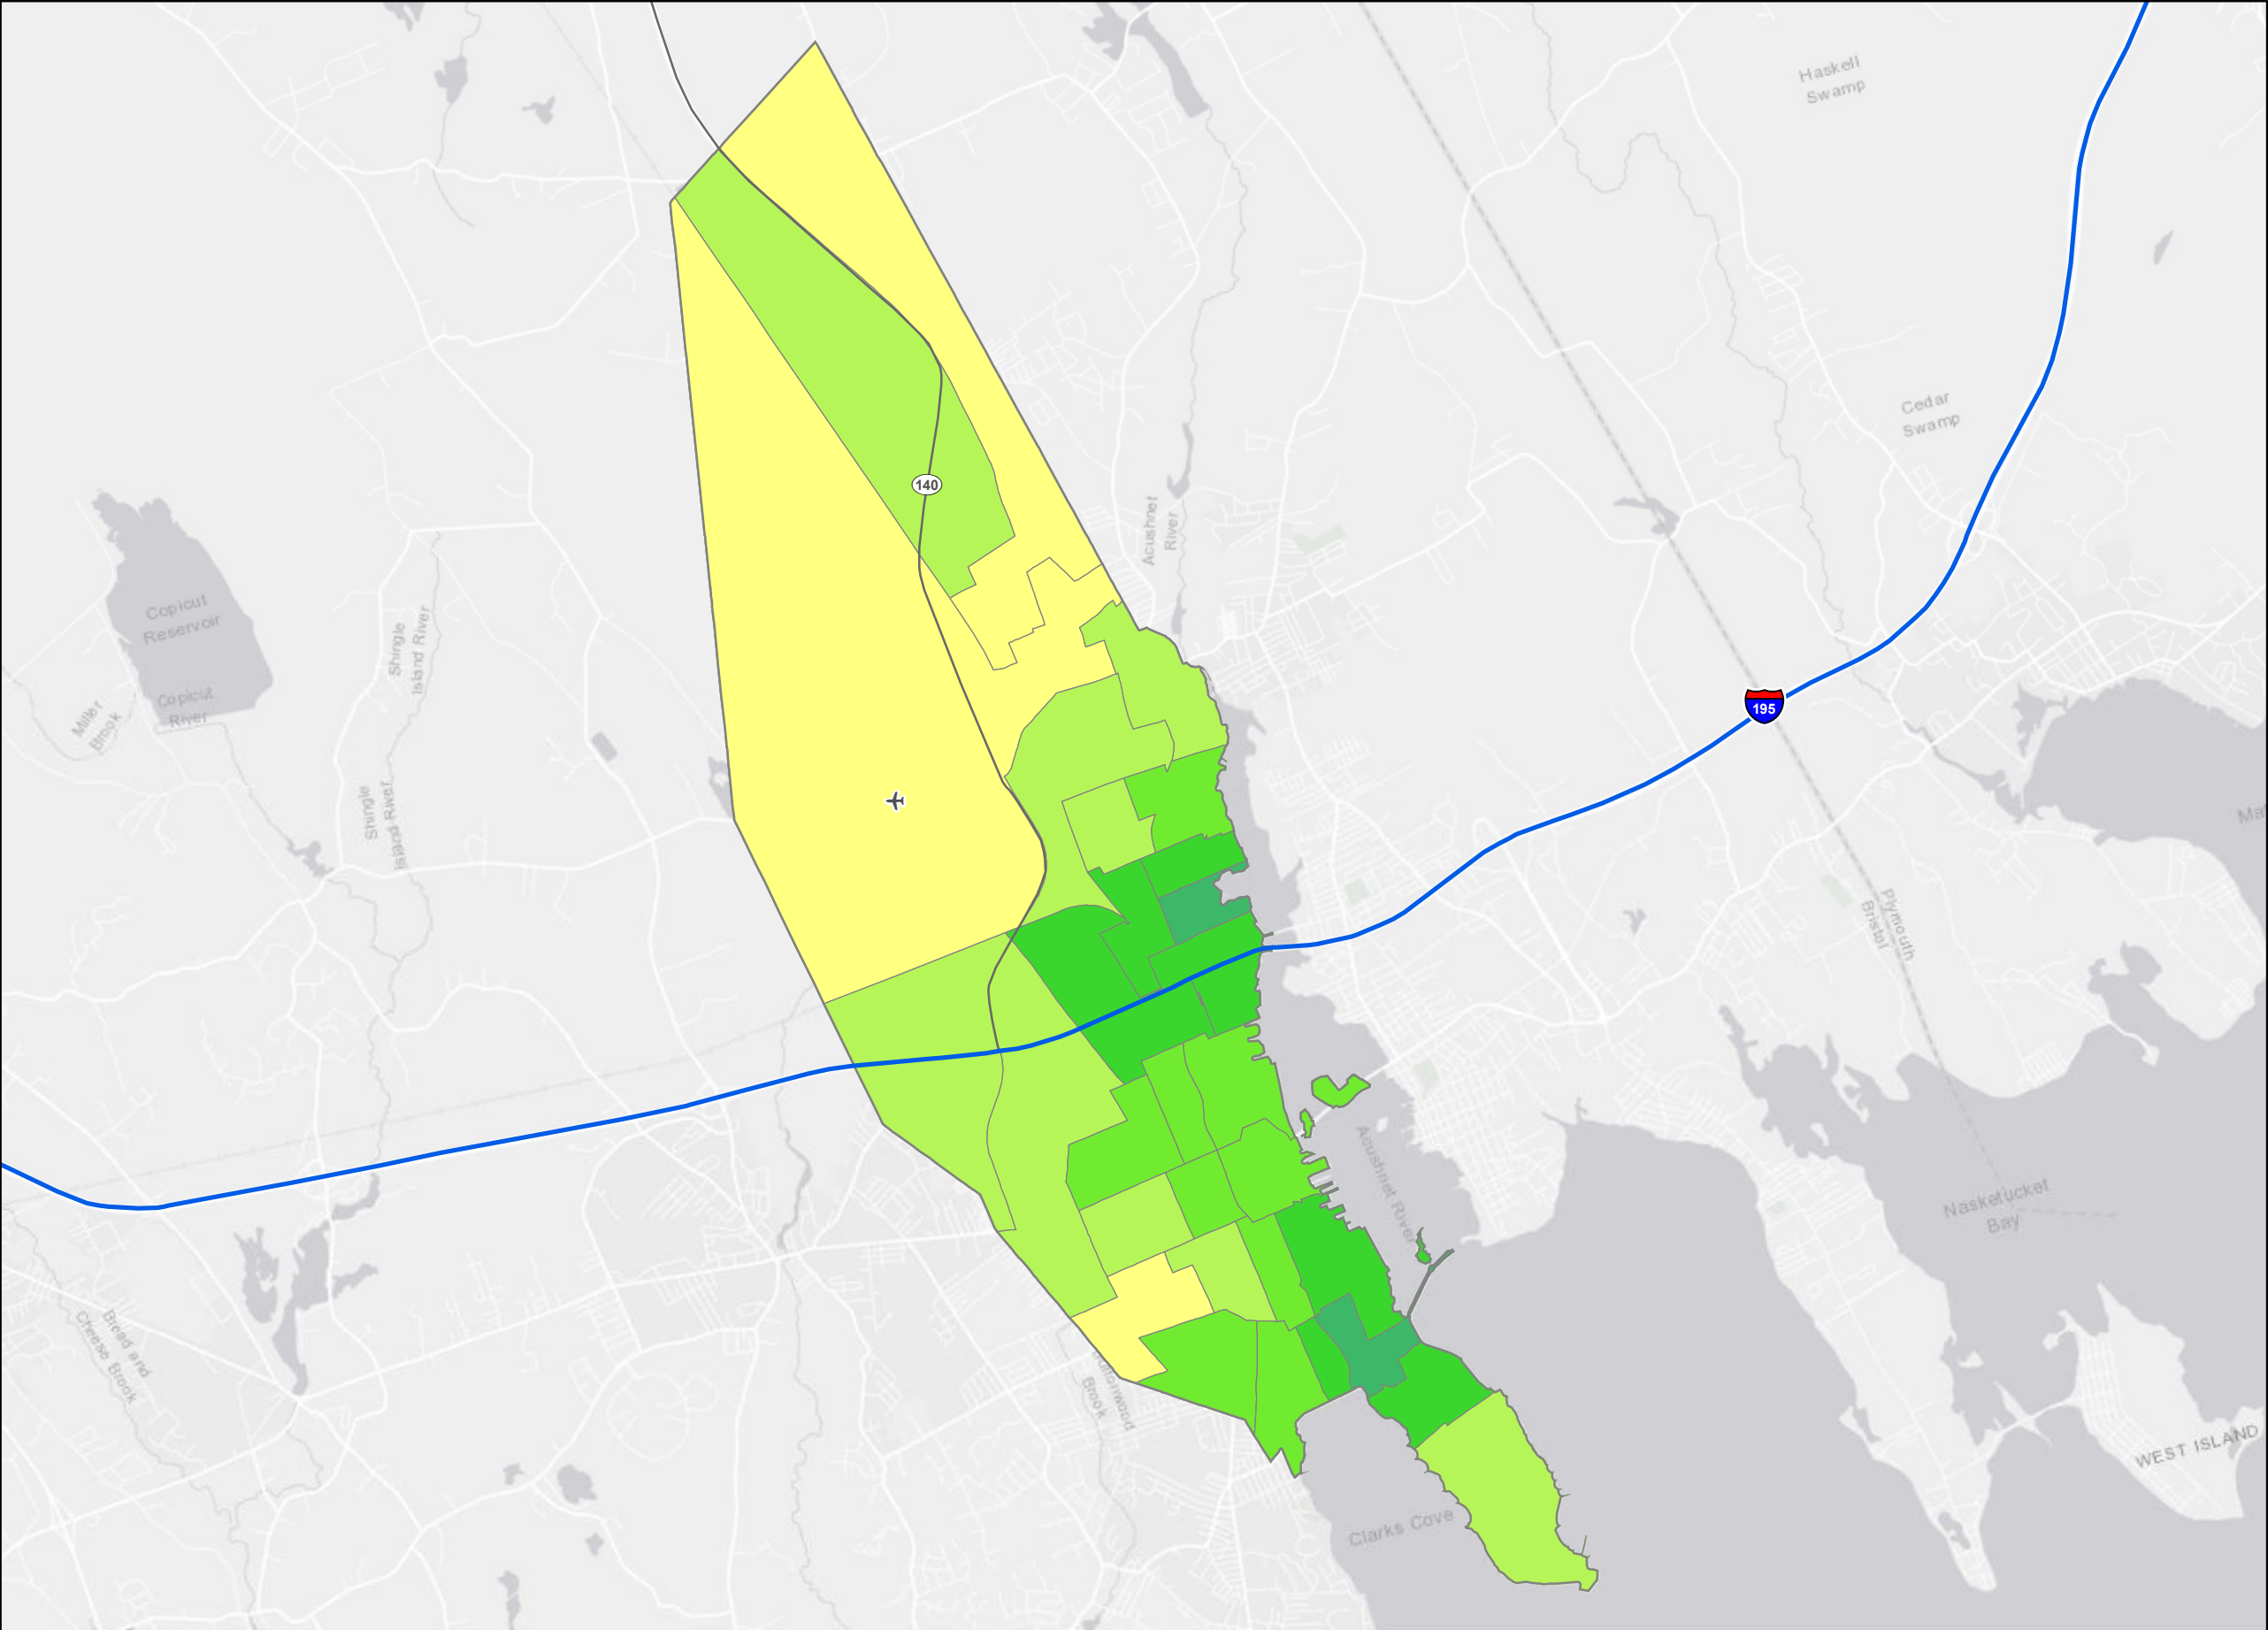 Haskell
Swamp
Cedar
Swamp
140
Acushnet
River
Copicut
Reservoir
Shingle
Island River
Copicut
River
Miller
Brook
195
Shingle
Island River
Plymouth
Bristol
Acushnet River
Nasketucket
Bay
Bread and
Cheese Brook
Brook
WEST ISLAND
Clarks Cove